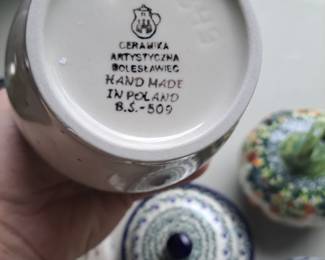 CERAMIKA
ARTYSTYCZNA
BOLESŁAWIEC
HAND MADE
IN POLAND
B.Ś.-509